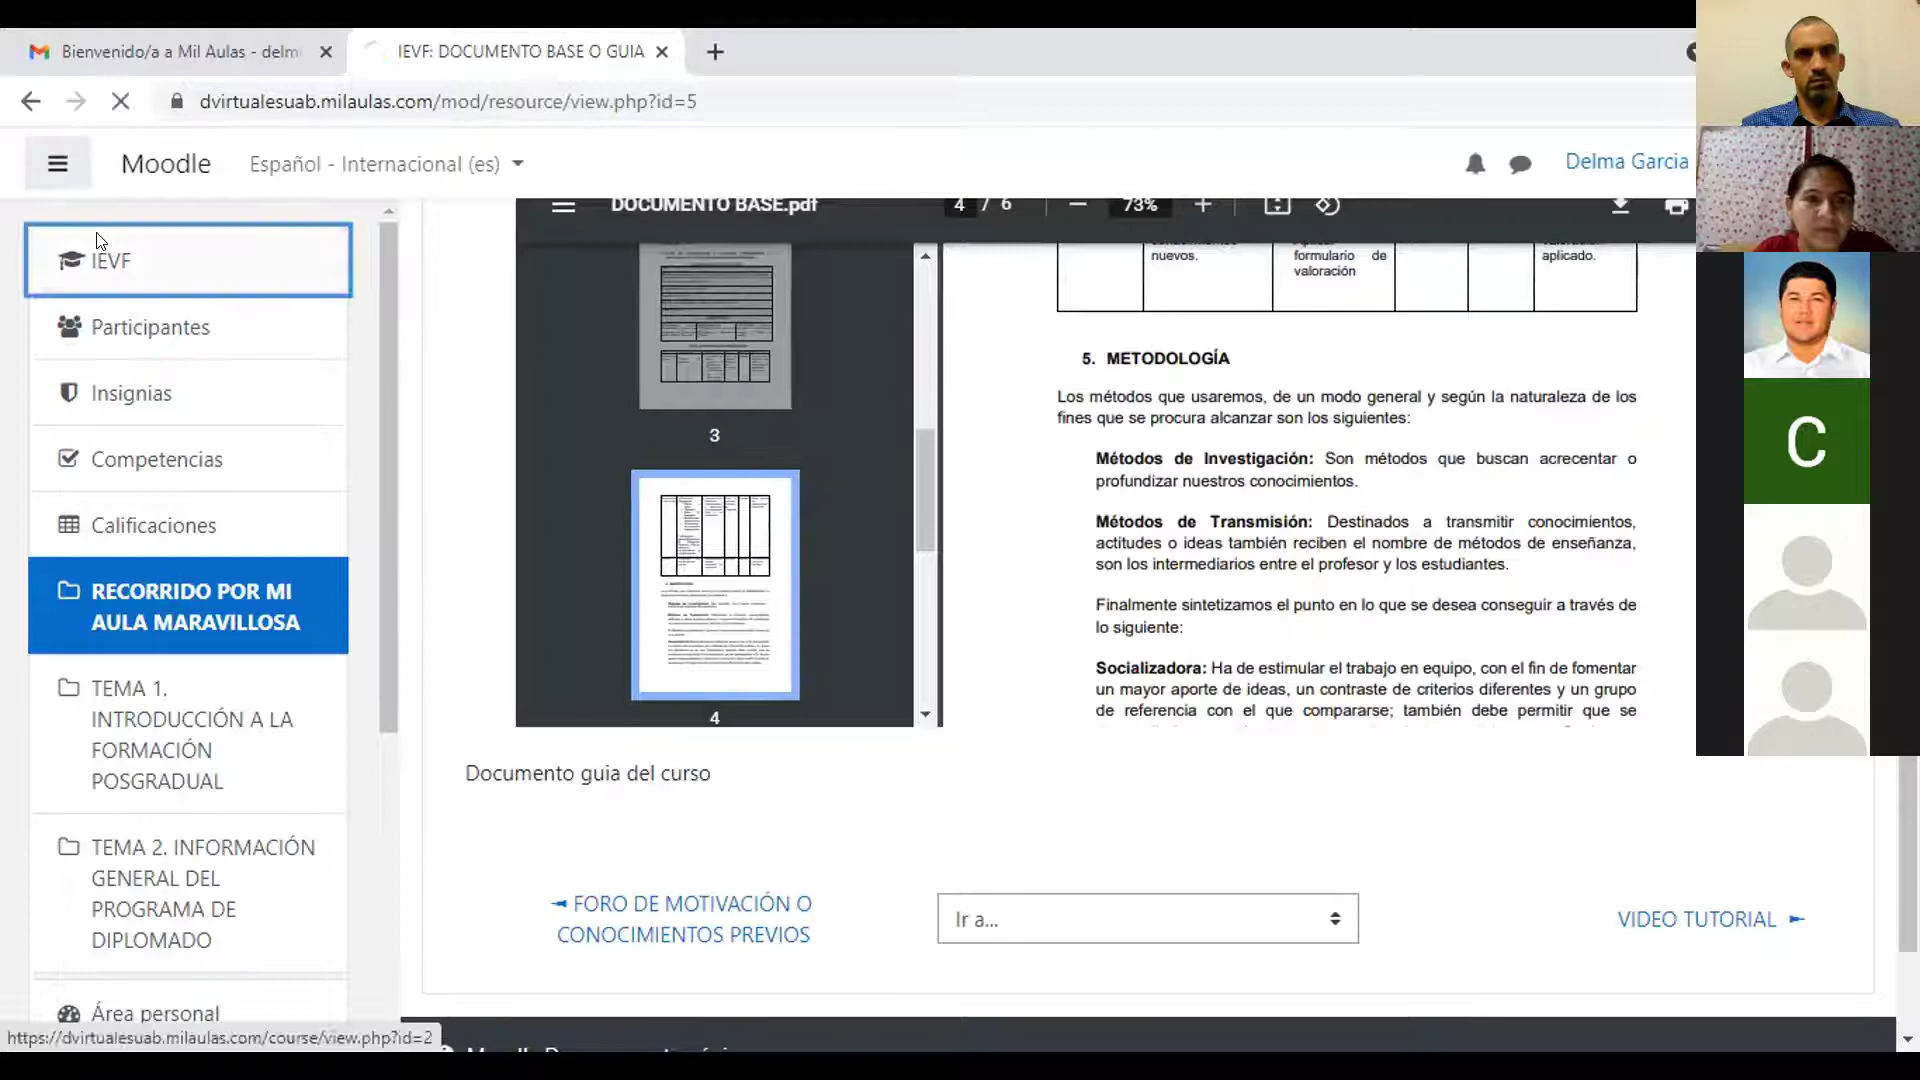 Bienvenido/a a Mil Aulas - delm
IEVF: DOCUMENTO BASE O GUIA
dvirtualesuab.milaulas.com/mod/resource/view.php?id=5
Moodle
Español - Internacional (es)
Delma Garcia
IEVF
Participantes
Insignias
Competencias
Calificaciones
RECORRIDO POR MI
AULA MARAVILLOSA
TEMA 1.
INTRODUCCIÓN A LA
FORMACIÓN
POSGRADUAL
TEMA 2. INFORMACIÓN
GENERAL DEL
PROGRAMA DE
DIPLOMADO
Área personal
https://dvirtualesuab.milaulas.com/course/view.php?id=2
DOCUMENTO BASE.pdf
4 / 6
73%
3
4
nuevos.
formulario de
valoración
aplicado.
5. METODOLOGÍA
Los métodos que usaremos, de un modo general y según la naturaleza de los
fines que se procura alcanzar son los siguientes:
Métodos de Investigación: Son métodos que buscan acrecentar o
profundizar nuestros conocimientos.
Métodos de Transmisión: Destinados a transmitir conocimientos,
actitudes o ideas también reciben el nombre de métodos de enseñanza,
son los intermediarios entre el profesor y los estudiantes.
Finalmente sintetizamos el punto en lo que se desea conseguir a través de
lo siguiente:
Socializadora: Ha de estimular el trabajo en equipo, con el fin de fomentar
un mayor aporte de ideas, un contraste de criterios diferentes y un grupo
de referencia con el que compararse; también debe permitir que se
Documento guia del curso
FORO DE MOTIVACIÓN O
CONOCIMIENTOS PREVIOS
Ir a...
VIDEO TUTORIAL
C